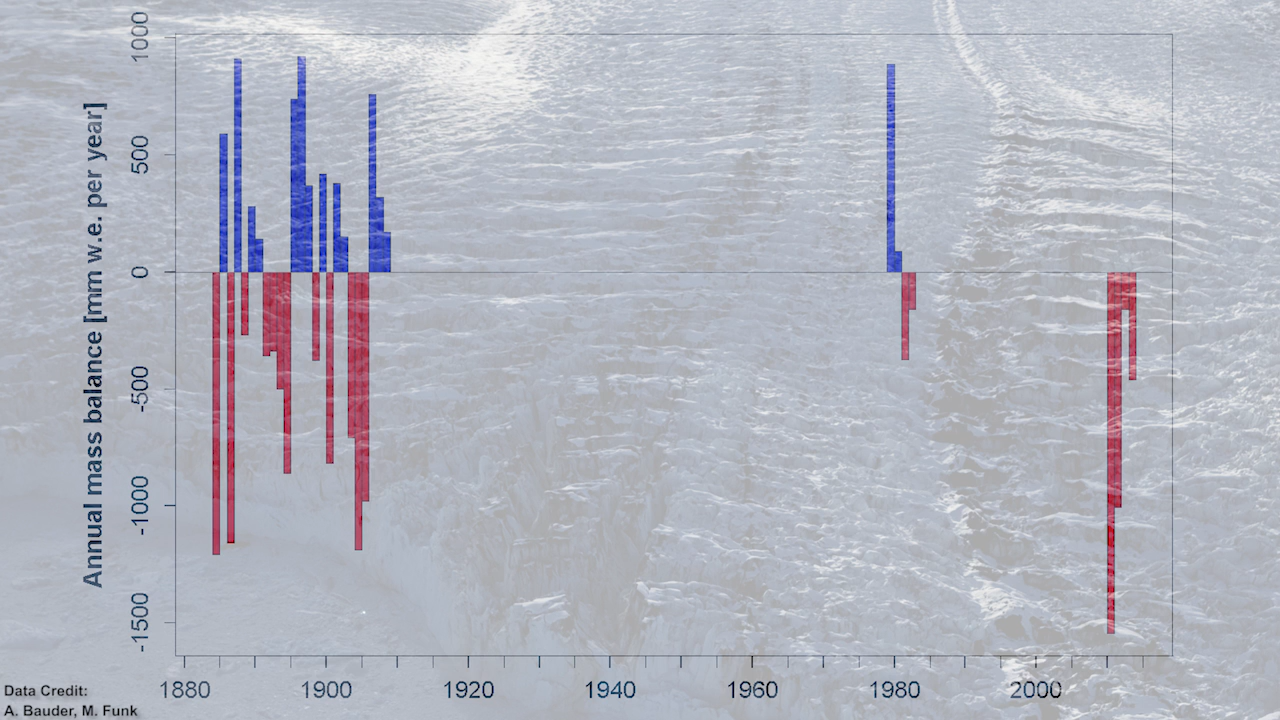 Annual mass balance [mm w.e. per year]
1000
500
0
-500
-1000
-1500
1880 1900 1920 1940 1960 1980 2000
Data Credit:
A. Bauder, M. Funk